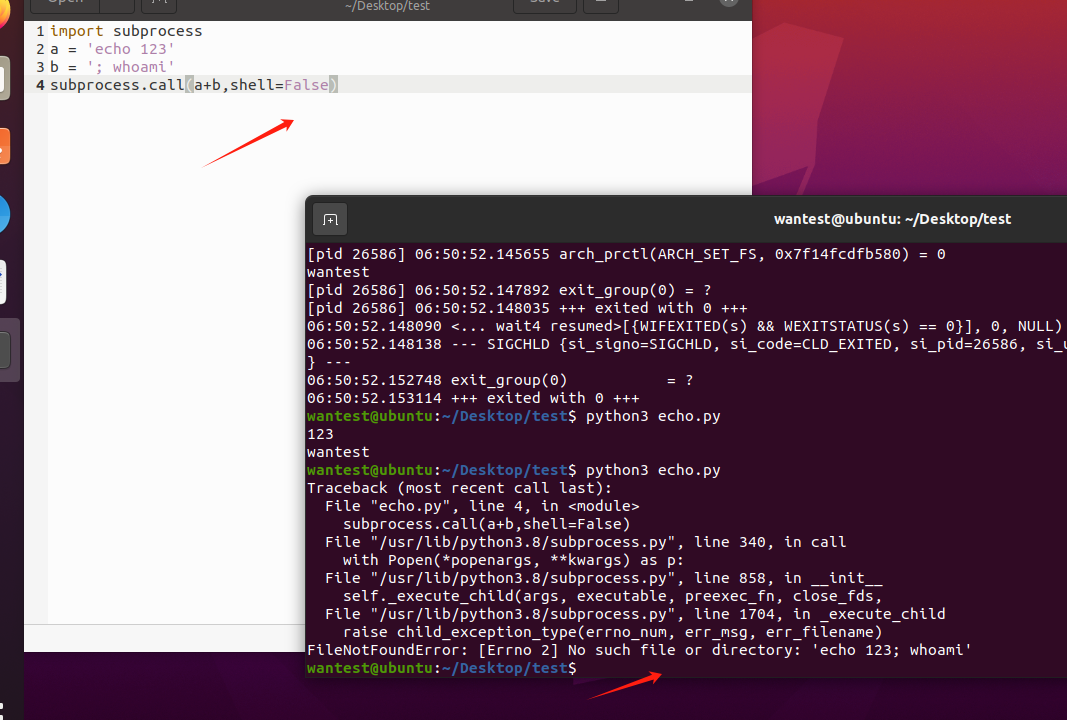 Open
~/Desktop/test
Save
1 import subprocess
2 a = 'echo 123'
3 b = '; whoami'
4 subprocess.call(a+b,shell=False)
wantest@ubuntu: ~/Desktop/test
[pid 26586] 06:50:52.145655 arch_prctl(ARCH_SET_FS, 0x7f14fcdfb580) = 0
wantest
[pid 26586] 06:50:52.147892 exit_group(0) = ?
[pid 26586] 06:50:52.148035 +++ exited with 0 +++
06:50:52.148090 <... wait4 resumed>[{WIFEXITED(s) && WEXITSTATUS(s) == 0}], 0, NULL)
06:50:52.148138 --- SIGCHLD {si_signo=SIGCHLD, si_code=CLD_EXITED, si_pid=26586, si_u
} ---
06:50:52.152748 exit_group(0)           = ?
06:50:52.153114 +++ exited with 0 +++
wantest@ubuntu:~/Desktop/test$ python3 echo.py
123
wantest
wantest@ubuntu:~/Desktop/test$ python3 echo.py
Traceback (most recent call last):
  File "echo.py", line 4, in <module>
    subprocess.call(a+b,shell=False)
  File "/usr/lib/python3.8/subprocess.py", line 340, in call
    with Popen(*popenargs, **kwargs) as p:
  File "/usr/lib/python3.8/subprocess.py", line 858, in __init__
    self._execute_child(args, executable, preexec_fn, close_fds,
  File "/usr/lib/python3.8/subprocess.py", line 1704, in _execute_child
    raise child_exception_type(errno_num, err_msg, err_filename)
FileNotFoundError: [Errno 2] No such file or directory: 'echo 123; whoami'
wantest@ubuntu:~/Desktop/test$